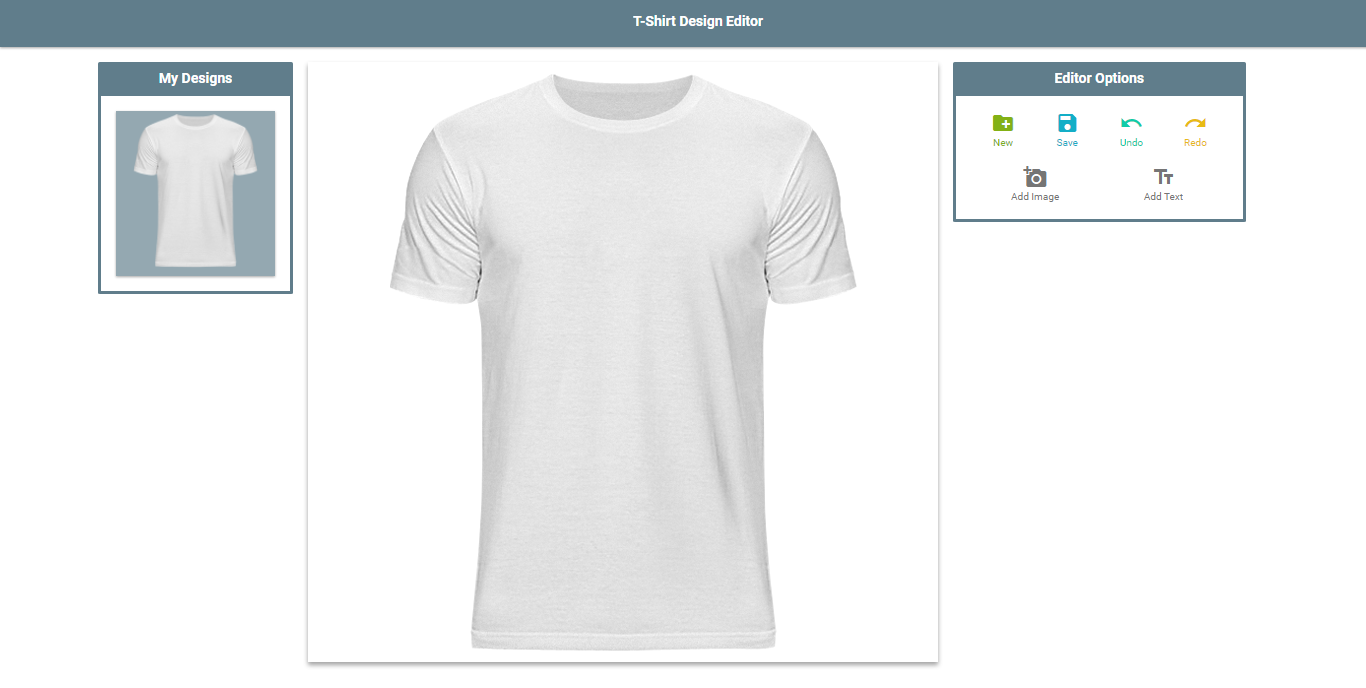 T-Shirt Design Editor
My Designs
Editor Options
New
Save
Undo
Redo
Add Image
Add Text